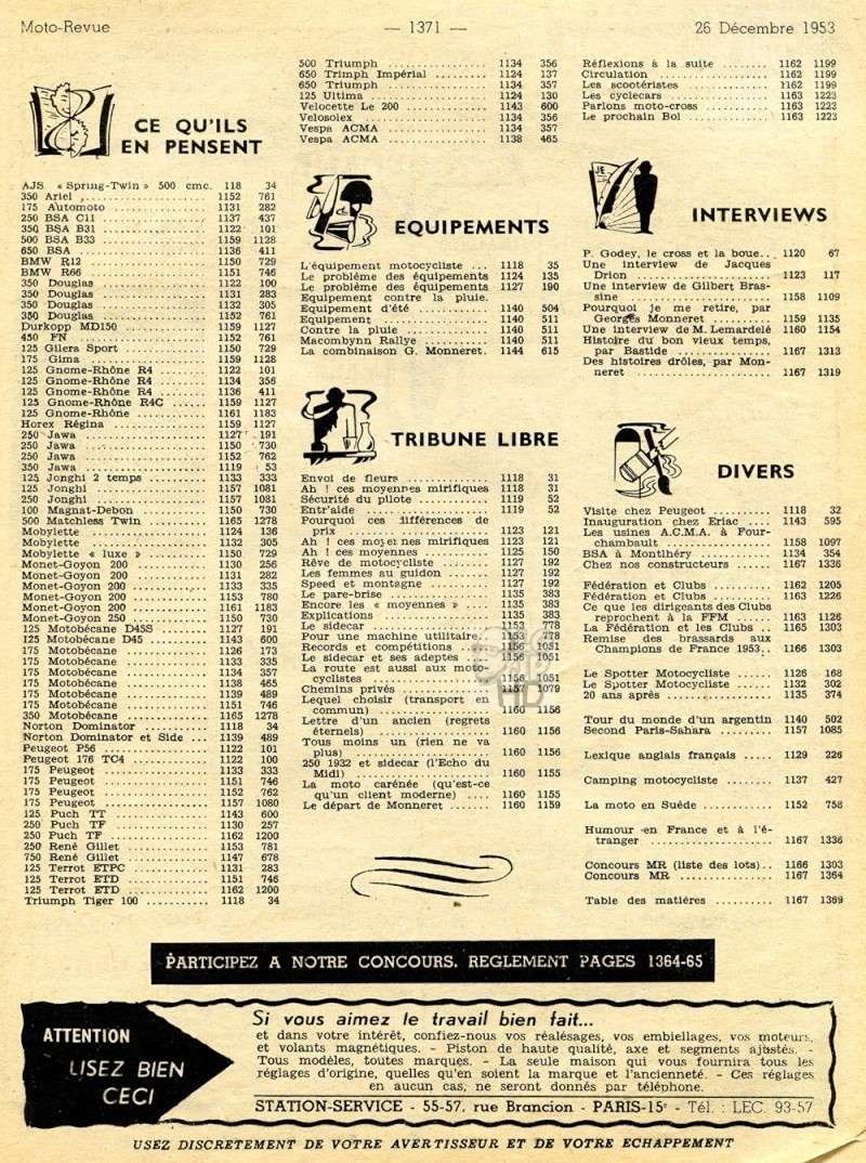 Moto-Revue — 1371 — 26 Décembre 1953
CE QU'ILS
EN PENSENT
AJS « Spring-Twin » 500 cmc. 118 34
350 Ariel .................... 1152 761
175 Automoto ............... 1131 282
250 BSA C11 ............... 1137 437
350 BSA B31 ............... 1122 101
500 BSA B33 ............... 1159 1128
650 BSA .................... 1136 411
BMW R12 .................... 1150 729
BMW R66 .................... 1151 746
350 Douglas ............... 1122 100
350 Douglas ............... 1131 283
350 Douglas ............... 1132 305
350 Douglas ............... 1152 761
Durkopp MD150 ............ 1159 1127
450 FN .................... 1152 761
125 Gilera Sport ........... 1150 729
175 Gima .................... 1159 1128
125 Gnome-Rhône R4 ....... 1122 101
125 Gnome-Rhône R4 ....... 1134 356
125 Gnome-Rhône R4 ....... 1136 411
125 Gnome-Rhône R4C ...... 1159 1127
125 Gnome-Rhône ........... 1161 1183
Horex Régina ............... 1159 1127
250 Jawa .................... 1127 191
250 Jawa .................... 1150 730
250 Jawa .................... 1152 762
350 Jawa .................... 1119 53
125 Jonghi 2 temps ......... 1133 333
125 Jonghi .................. 1157 1081
250 Jonghi .................. 1157 1081
100 Magnat-Debon ......... 1150 730
500 Matchless Twin ......... 1165 1278
Mobylette .................. 1124 136
Mobylette .................. 1132 305
Mobylette « luxe » ......... 1150 729
Monet-Goyon 200 ........... 1130 256
Monet-Goyon 200 ........... 1131 282
Monet-Goyon 200 ........... 1133 335
Monet-Goyon 200 ........... 1153 780
Monet-Goyon 200 ........... 1161 1183
Monet-Goyon 250 ........... 1150 730
125 Motobécane D45S ...... 1127 191
125 Motobécane D45 ....... 1143 600
175 Motobécane ............ 1126 173
175 Motobécane ............ 1133 335
175 Motobécane ............ 1134 357
175 Motobécane ............ 1138 465
175 Motobécane ............ 1139 489
175 Motobécane ............ 1151 746
350 Motobécane ............ 1165 1278
Norton Dominator ......... 1118 34
Norton Dominator et Side ... 1139 489
Peugeot P56 ............... 1122 101
Peugeot 176 TC4 ........... 1122 100
175 Peugeot ............... 1133 333
175 Peugeot ............... 1151 746
175 Peugeot ............... 1152 762
175 Peugeot ............... 1157 1080
125 Puch TT ............... 1143 600
250 Puch TF ............... 1130 257
250 Puch TF ............... 1162 1200
250 René Gillet ............ 1153 781
750 René Gillet ............ 1147 678
125 Terrot ETPC ........... 1131 283
125 Terrot ETD ............ 1151 746
125 Terrot ETD ............ 1162 1200
Triumph Tiger 100 ......... 1118 34
500 Triumph ............... 1134 356
650 Trimph Impérial ......... 1124 137
650 Triumph ............... 1134 357
125 Ultima .................. 1124 130
Velocette Le 200 ........... 1143 600
Velosolex .................. 1134 356
Vespa ACMA ............... 1134 357
Vespa ACMA ............... 1138 465
EQUIPEMENTS
L'équipement motocycliste ... 1118 35
Le problème des équipements 1124 135
Le problème des équipements 1127 190
Equipement contre la pluie.
Equipement d'été ........... 1140 504
Equipement ............... 1140 511
Contre la pluie ............ 1140 511
Macombynn Rallye ......... 1140 511
La combinaison G. Monneret. 1144 615
TRIBUNE LIBRE
Envoi de fleurs ............ 1118 31
Ah ! ces moyennes mirifiques 1118 31
Sécurité du pilote ......... 1119 52
Entr'aide .................. 1119 52
Pourquoi ces différences de
prix .................. 1123 121
Ah ! ces moyennes mirifiques 1123 121
Ah ! ces moyennes ......... 1125 150
Rêve de motocycliste ....... 1127 192
Les femmes au guidon ...... 1127 192
Speed et montagne ......... 1127 192
Le pare-brise ............... 1135 383
Encore les « moyennes » ... 1135 383
Explications ............... 1135 383
Le sidecar .................. 1153 778
Pour une machine utilitaire. 778
Records et compétitions .... 1156 1051
Le sidecar et ses adeptes ... 1156 1051
La route est aussi aux moto-
cyclistes .................. 1156 1051
Chemins privés ............ 1157 1079
Lequel choisir (transport en
commun) .................. 1160 1156
Lettre d'un ancien (regrets
éternels) .................. 1160 1156
Tous moins un (rien ne va
plus) .................. 1160 1156
250 1932 et sidecar (l'Echo du
Midi) .................. 1160 1155
La moto carénée (qu'est-ce
qu'un client moderne) .... 1160 1155
Le départ de Monneret ...... 1160 1159
Réflexions à la suite ....... 1162 1199
Circulation ............... 1162 1199
Les scootéristes ............ 1162 1199
Les cyclecars ............... 1163 1223
Parlons moto-cross ......... 1163 1223
Le prochain Bol ............ 1163 1223
JE
INTERVIEWS
P. Godey, le cross et la boue... 1120 67
Une interview de Jacques
Drion .................. 1123 117
Une interview de Gilbert Bras-
sine .................. 1158 1109
Pourquoi je me retire, par
Georges Monneret ....... 1159 1135
Une interview de M. Lemardelé 1160 1154
Histoire du bon vieux temps,
par Bastide ............ 1167 1313
Des histoires drôles, par Mon-
neret .................. 1167 1319
DIVERS
Visite chez Peugeot ......... 1118 32
Inauguration chez Eriac .... 1143 595
Les usines A.C.M.A. à Four-
chambault ............... 1158 1097
BSA à Montlhéry ............ 1134 354
Chez nos constructeurs ...... 1167 1336
Fédération et Clubs ......... 1162 1205
Fédération et Clubs ......... 1163 1226
Ce que les dirigeants des Clubs
reprochent à la FFM .... 1163 1126
La Fédération et les Clubs .. 1165 1303
Remise des brassards aux
Champions de France 1953.. 1166 1303
Le Spotter Motocycliste ...... 1126 168
Le Spotter Motocycliste ...... 1132 302
20 ans après ............... 1135 374
Tour du monde d'un argentin 1140 502
Second Paris-Sahara ......... 1157 1085
Lexique anglais français ..... 1129 226
Camping motocycliste ....... 1137 427
La moto en Suède ........... 1152 758
Humour en France et à l'é-
tranger .................. 1167 1336
Concours MR (liste des lots).. 1166 1303
Concours MR ............... 1167 1364
Table des matières ......... 1167 1369
PARTICIPEZ A NOTRE CONCOURS. REGLEMENT PAGES 1364-65
ATTENTION
LISEZ BIEN
CECI
Si vous aimez le travail bien fait...
et dans votre intérêt, confiez-nous vos réalésages, vos embiellages, vos moteurs,
et volants magnétiques. - Piston de haute qualité, axe et segments ajustés. -
Tous modèles, toutes marques. - La seule maison qui vous fournira tous les
réglages d'origine, quelles qu'en soient la marque et l'ancienneté. - Ces réglages
en aucun cas, ne seront donnés par téléphone.
STATION-SERVICE - 55-57, rue Brancion - PARIS-15e - Tél. : LEC. 93-57
USEZ DISCRETEMENT DE VOTRE AVERTISSEUR ET DE VOTRE ECHAPPEMENT